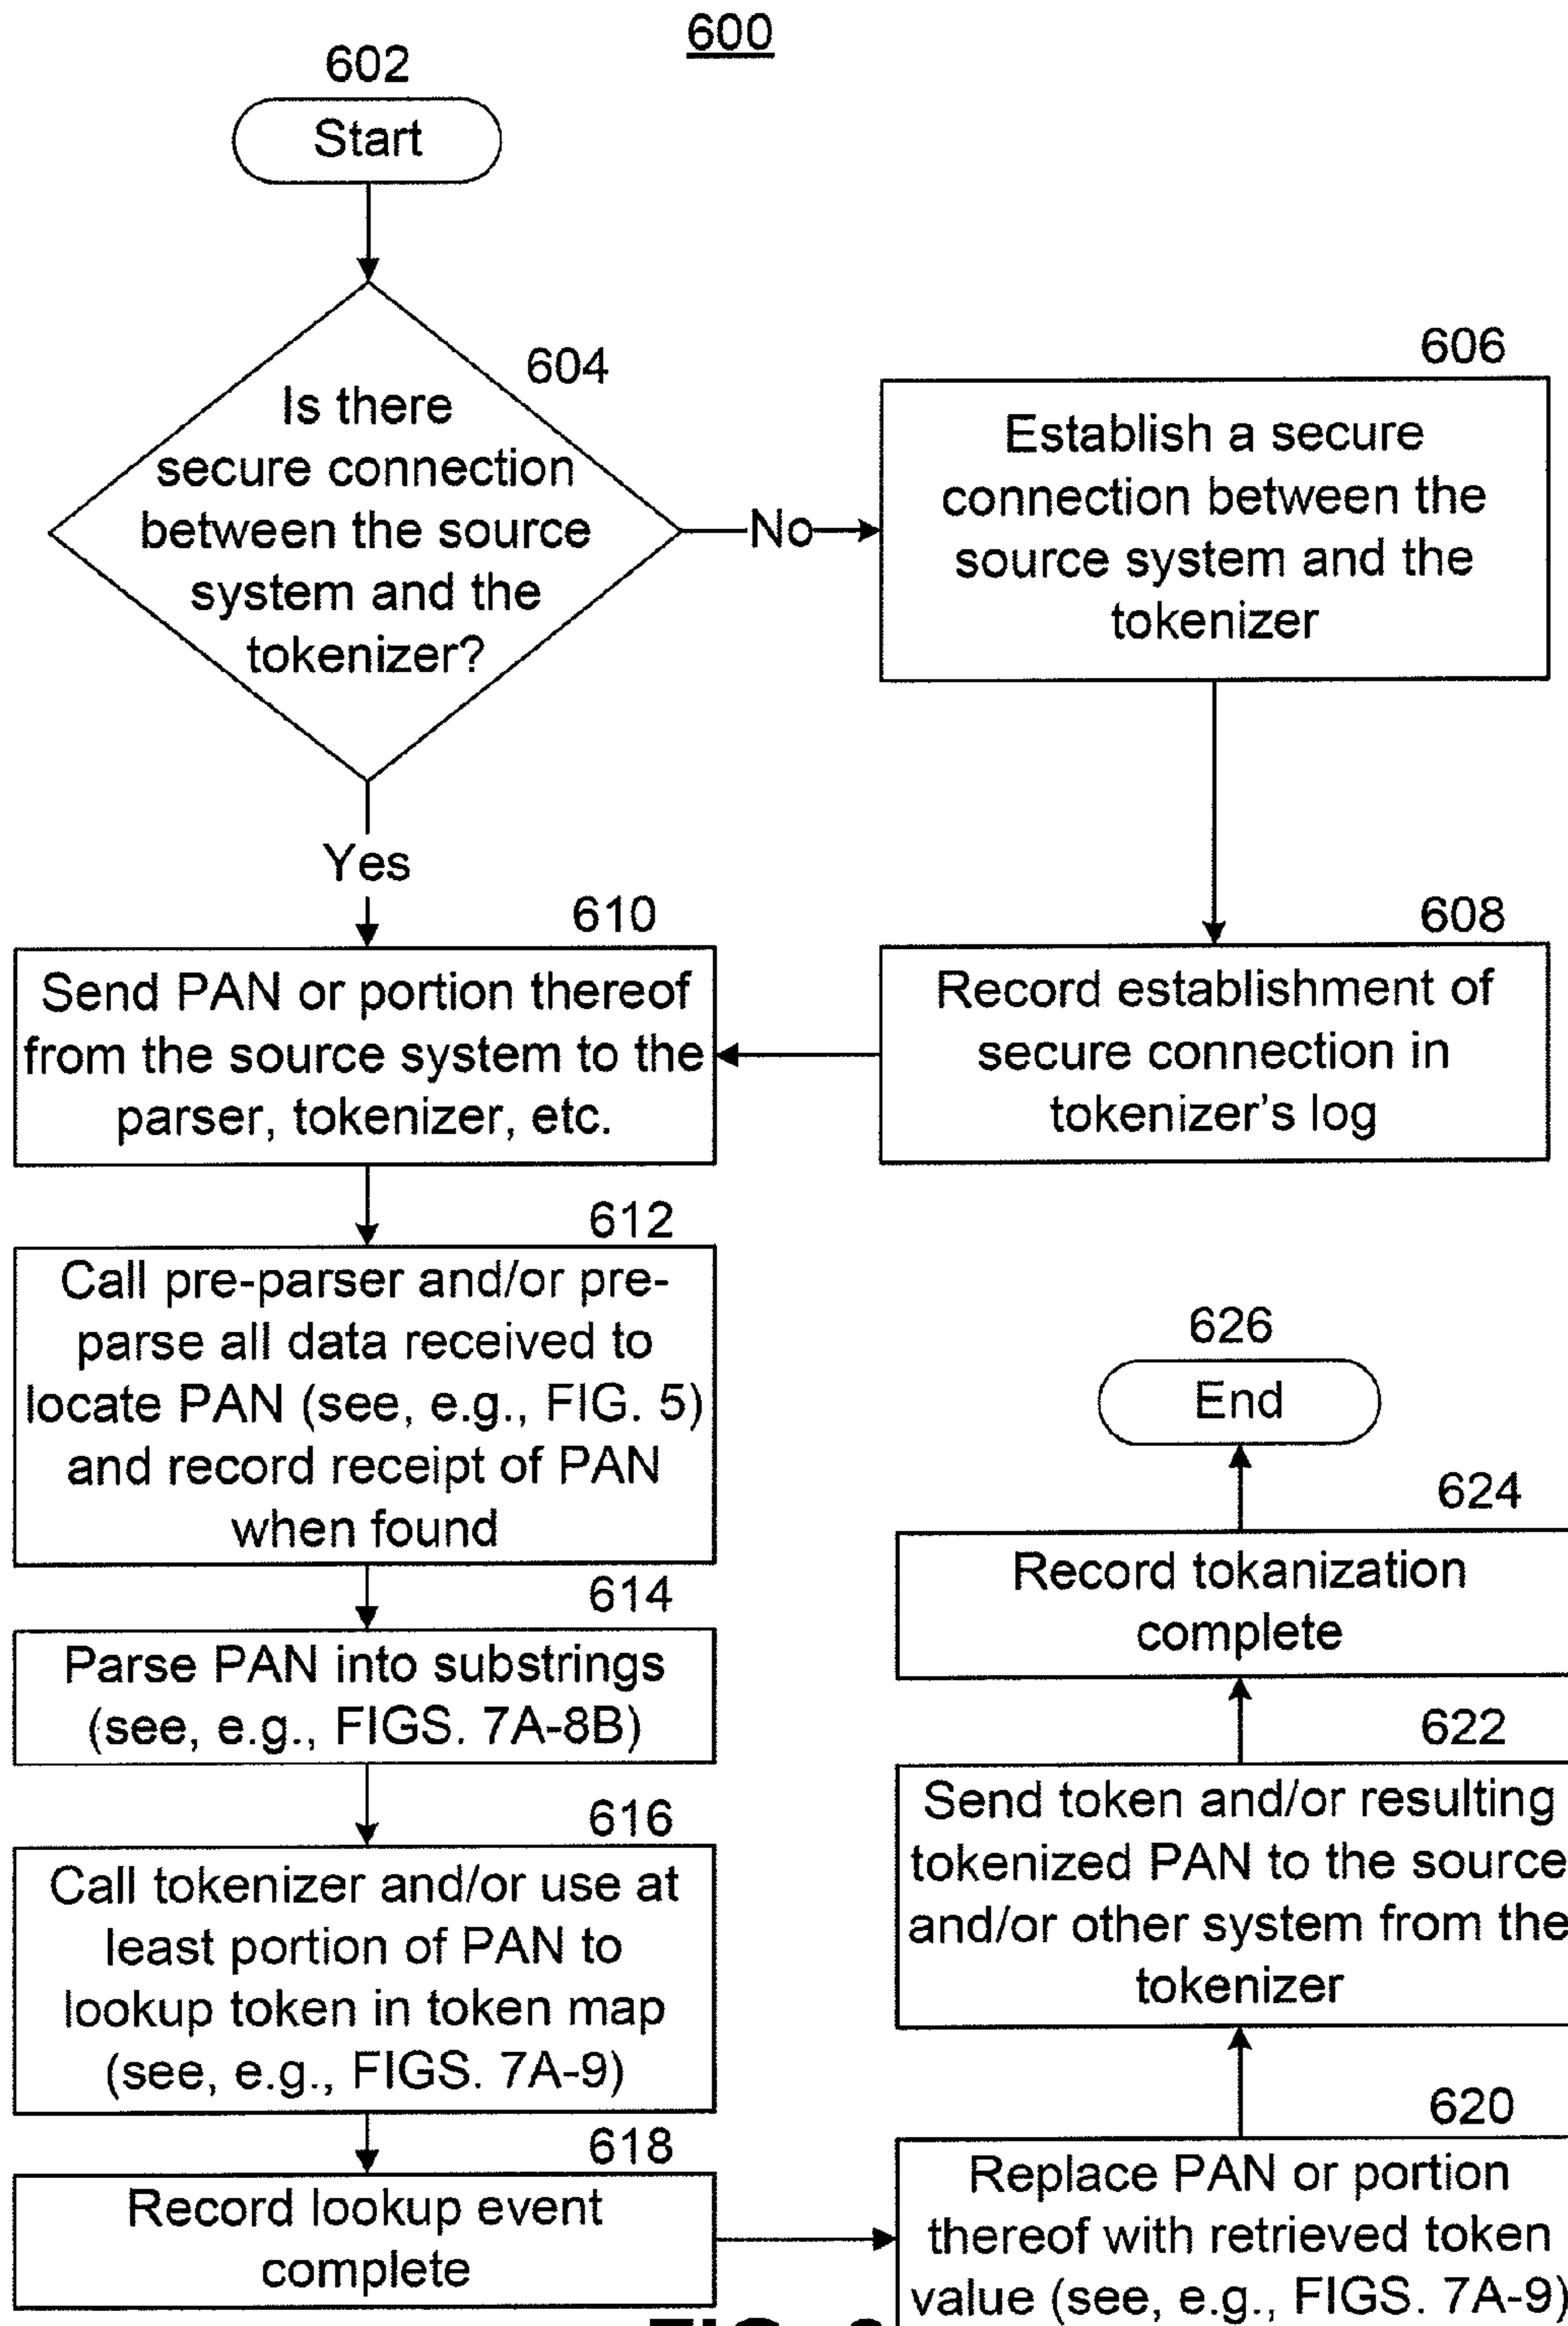 600
602
Start
604
Is there
secure connection
between the source
system and the
tokenizer?
No
606
Establish a secure
connection between the
source system and the
tokenizer
608
Record establishment of
secure connection in
tokenizer's log
Yes
610
Send PAN or portion thereof
from the source system to the
parser, tokenizer, etc.
612
Call pre-parser and/or pre-
parse all data received to
locate PAN (see, e.g., FIG. 5)
and record receipt of PAN
when found
614
Parse PAN into substrings
(see, e.g., FIGS. 7A-8B)
616
Call tokenizer and/or use at
least portion of PAN to
lookup token in token map
(see, e.g., FIGS. 7A-9)
618
Record lookup event
complete
620
Replace PAN or portion
thereof with retrieved token
value (see, e.g., FIGS. 7A-9)
622
Send token and/or resulting
tokenized PAN to the source
and/or other system from the
tokenizer
624
Record tokanization
complete
626
End